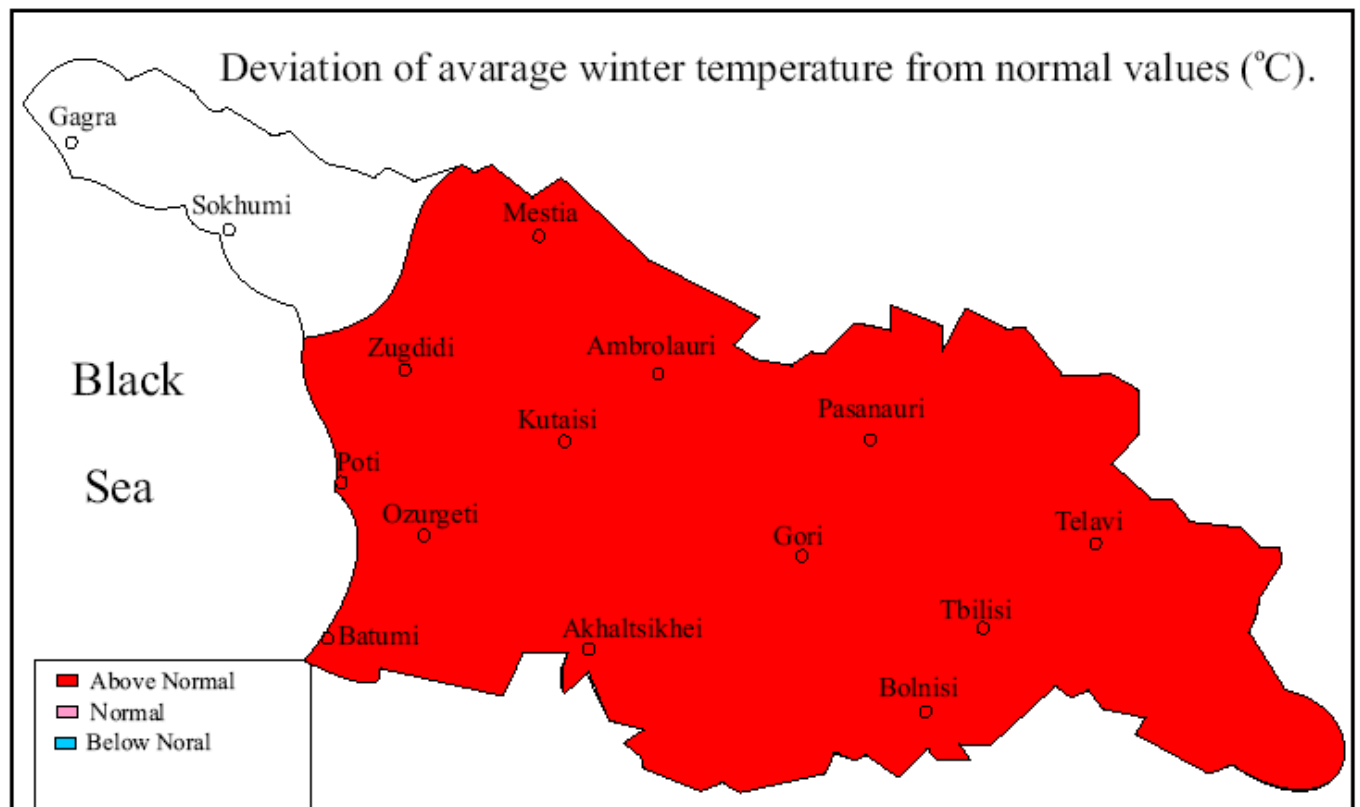 Deviation of avarage winter temperature from normal values (°C).
Gagra
Sokhumi
Mestia
Zugdidi
Ambrolauri
Black
Sea
Kutaisi
Pasanauri
Poti
Ozurgeti
Gori
Telavi
Batumi
Akhaltsikhei
Tbilisi
Bolnisi
Above Normal
Normal
Below Noral